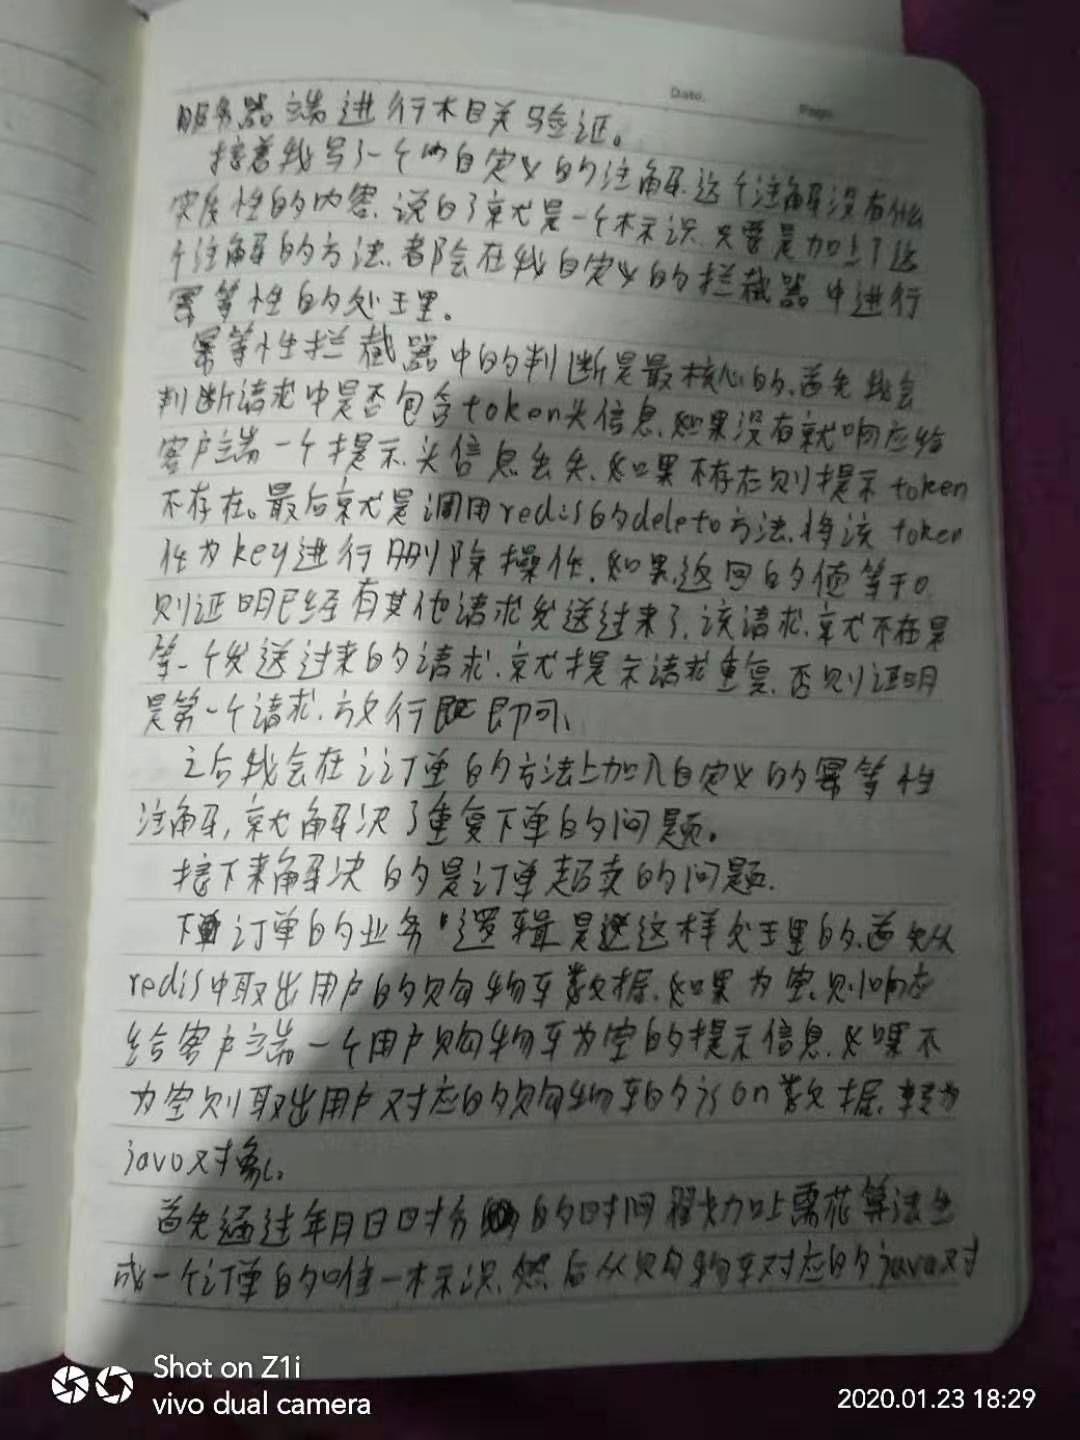 Date.
Page
服务器端进行相关验证。
接着我写了一个自定义的注解.这个注解没有什么
实质性的内容.说白了就是一个标识.只要是加上了这
个注解的方法.都会在我自定义的拦截器中进行
幂等性的处理。
幂等性拦截器中的判断是最核心的.首先我会
判断请求中是否包含token头信息.如果没有就响应给
客户端一个提示.头信息丢失.如果不存在则提示token
不存在。最后就是调用redis的delete方法.将该token
作为key进行删除操作.如果返回的值等于0
则证明已经有其他请求发送过来了.该请求.就不在是
第一个发送过来的请求.就提示请求重复.否则证明
是第一个请求.放行即可.
之后我会在订单的方法上加入自定义的幂等性
注解,就解决了重复下单的问题。
接下来解决的是订单超卖的问题.
下订单的业务逻辑是这样处理的.首先从
redis中取出用户的购物车数据.如果为空.则响应
给客户端一个用户购物车为空的提示信息.如果不
为空则取出用户对应的购物车的json数据.转为
java对象.
首先通过年月日时分的时间戳加上雪花算法生
成一个订单的唯一标识.然后从购物车对应的java对
Shot on Z1i
vivo dual camera
2020.01.23 18:29